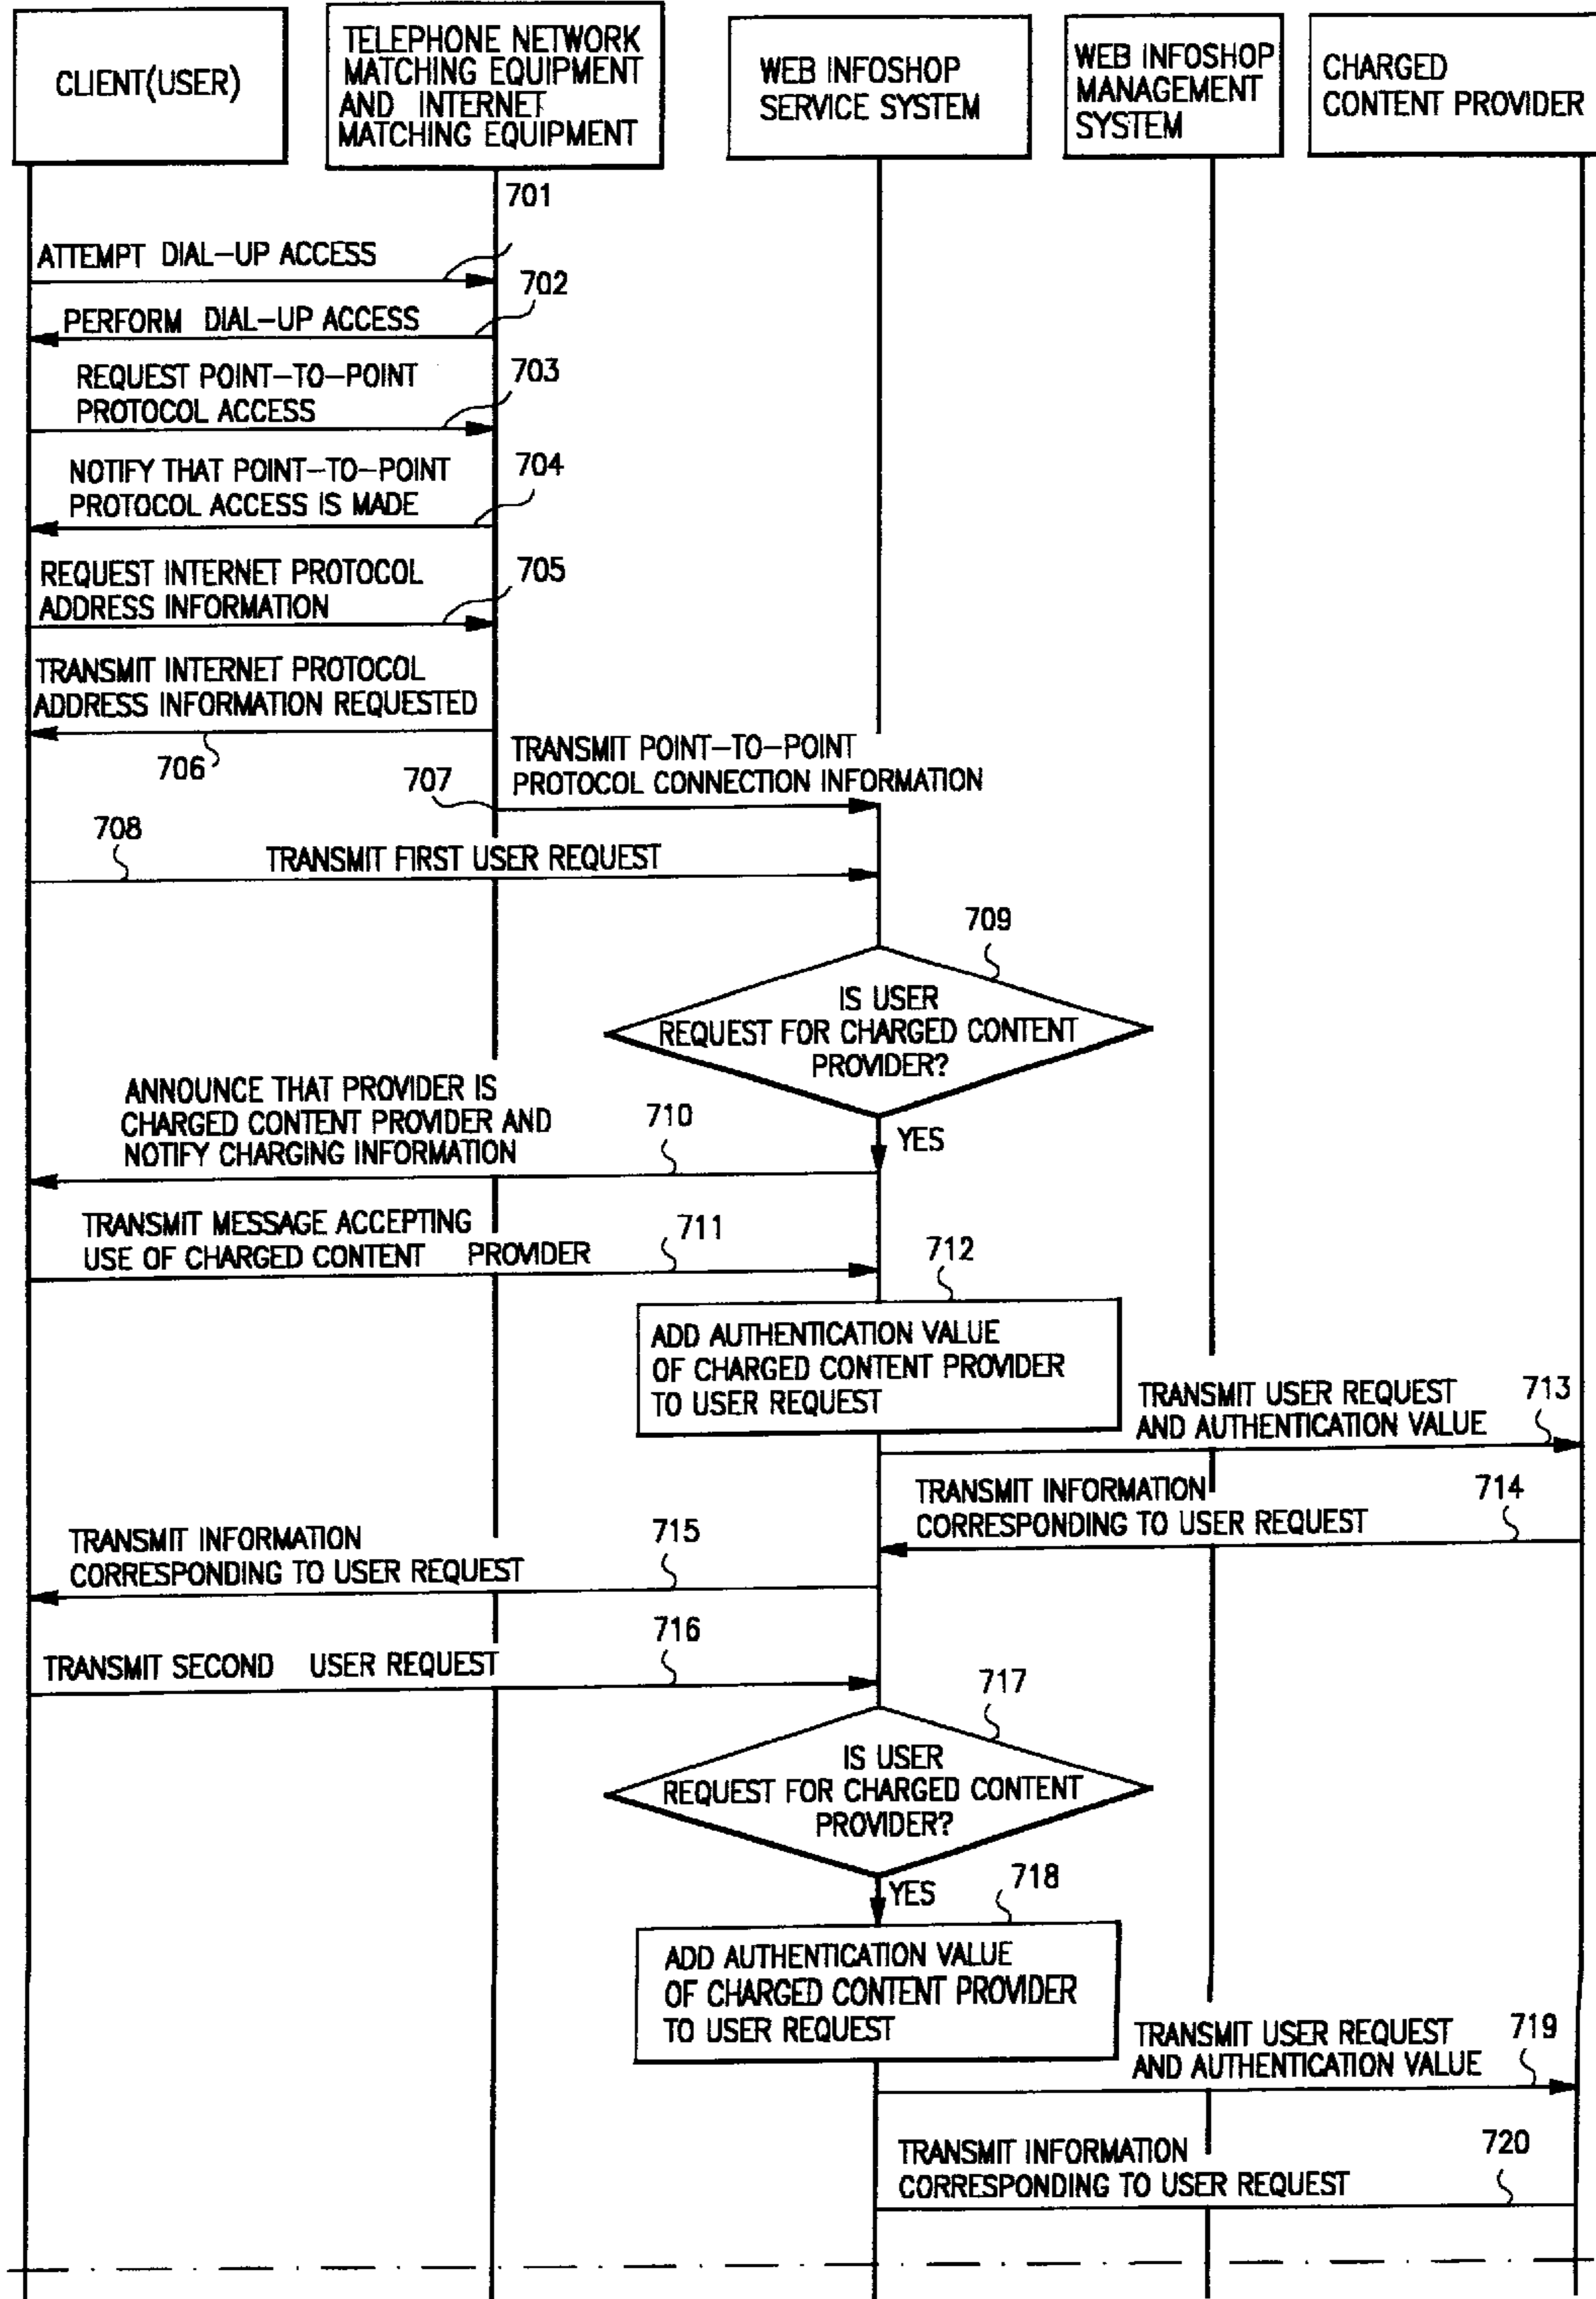 CLIENT(USER)
TELEPHONE NETWORK
MATCHING EQUIPMENT
AND INTERNET
MATCHING EQUIPMENT
WEB INFOSHOP
SERVICE SYSTEM
WEB INFOSHOP
MANAGEMENT
SYSTEM
CHARGED
CONTENT PROVIDER
701
ATTEMPT DIAL-UP ACCESS
702
PERFORM DIAL-UP ACCESS
703
REQUEST POINT-TO-POINT
PROTOCOL ACCESS
704
NOTIFY THAT POINT-TO-POINT
PROTOCOL ACCESS IS MADE
705
REQUEST INTERNET PROTOCOL
ADDRESS INFORMATION
TRANSMIT INTERNET PROTOCOL
ADDRESS INFORMATION REQUESTED
706
707
TRANSMIT POINT-TO-POINT
PROTOCOL CONNECTION INFORMATION
708
TRANSMIT FIRST USER REQUEST
709
IS USER
REQUEST FOR CHARGED CONTENT
PROVIDER?
YES
ANNOUNCE THAT PROVIDER IS
CHARGED CONTENT PROVIDER AND
NOTIFY CHARGING INFORMATION
710
TRANSMIT MESSAGE ACCEPTING
USE OF CHARGED CONTENT PROVIDER
711
712
ADD AUTHENTICATION VALUE
OF CHARGED CONTENT PROVIDER
TO USER REQUEST
TRANSMIT USER REQUEST
AND AUTHENTICATION VALUE
713
TRANSMIT INFORMATION
CORRESPONDING TO USER REQUEST
714
TRANSMIT INFORMATION
CORRESPONDING TO USER REQUEST
715
TRANSMIT SECOND USER REQUEST
716
717
IS USER
REQUEST FOR CHARGED CONTENT
PROVIDER?
YES
718
ADD AUTHENTICATION VALUE
OF CHARGED CONTENT PROVIDER
TO USER REQUEST
TRANSMIT USER REQUEST
AND AUTHENTICATION VALUE
719
TRANSMIT INFORMATION
CORRESPONDING TO USER REQUEST
720